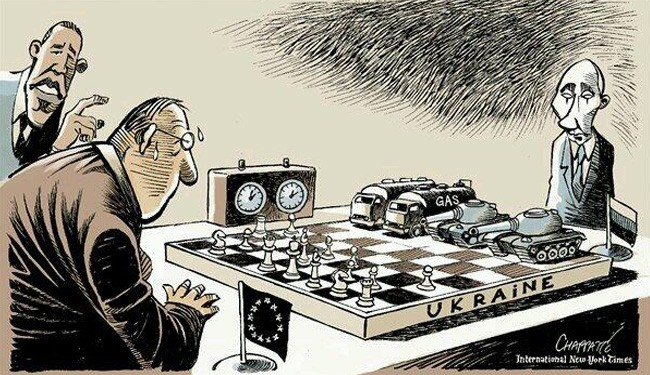 GAS
UKRAiNE
CHAPPATTE
International New York Times